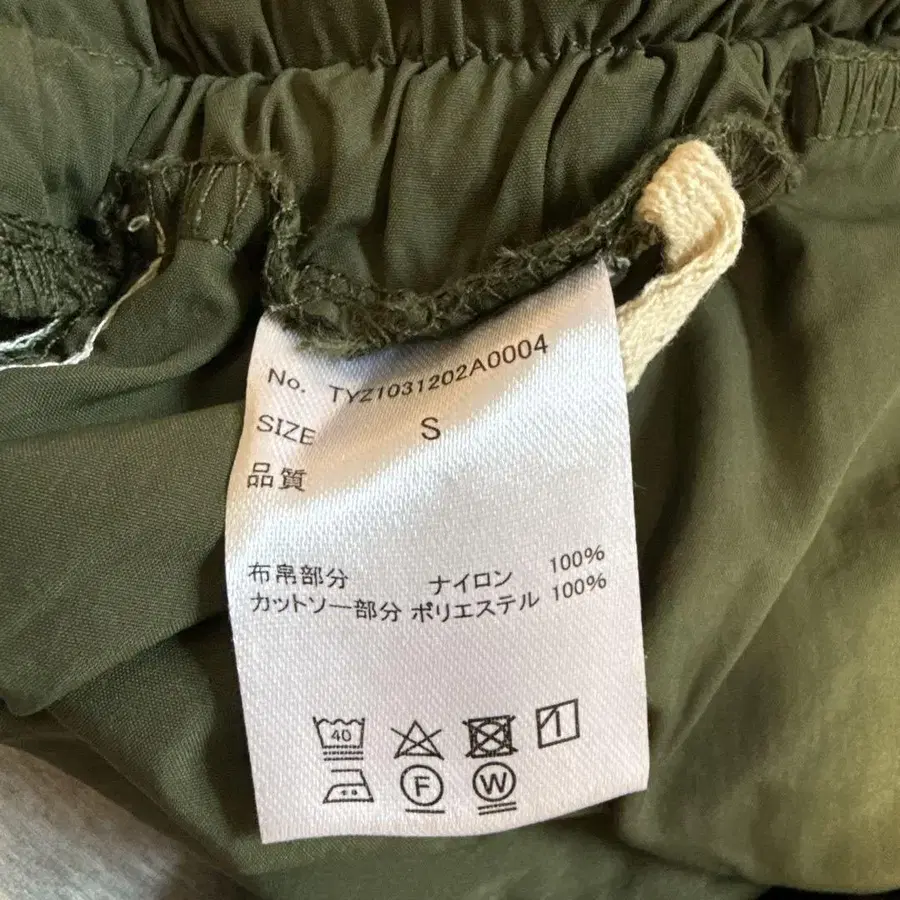 No. TYZ1031202A0004
SIZE S
品質
布帛部分 ナイロン 100%
カットソー部分 ポリエステル 100%
40
F W